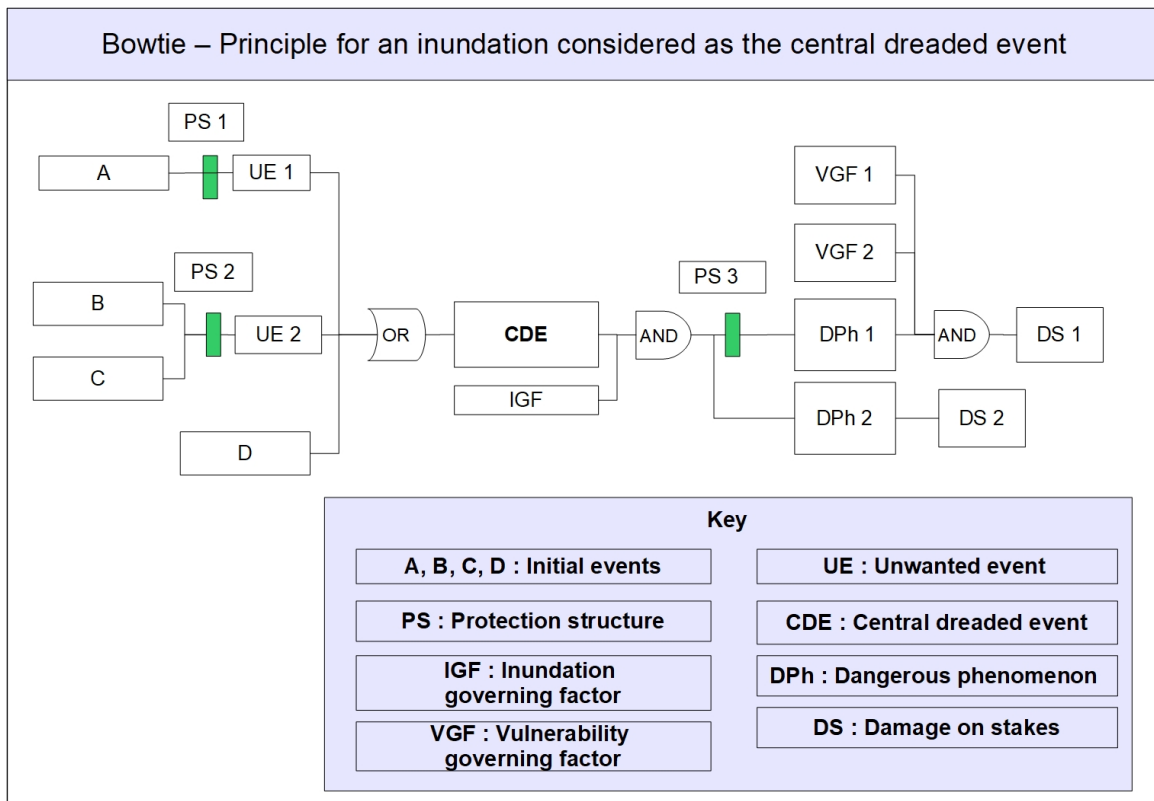 Bowtie – Principle for an inundation considered as the central dreaded event
PS 1
A
UE 1
VGF 1
PS 2
VGF 2
PS 3
B
UE 2
OR
CDE
AND
DPh 1
AND
DS 1
C
IGF
DPh 2
DS 2
D
Key
A, B, C, D : Initial events
UE : Unwanted event
PS : Protection structure
CDE : Central dreaded event
IGF : Inundation
governing factor
DPh : Dangerous phenomenon
VGF : Vulnerability
governing factor
DS : Damage on stakes